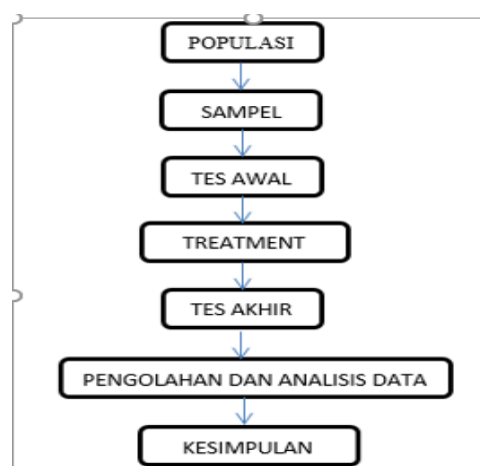 POPULASI
SAMPEL
TES AWAL
TREATMENT
TES AKHIR
PENGOLAHAN DAN ANALISIS DATA
KESIMPULAN